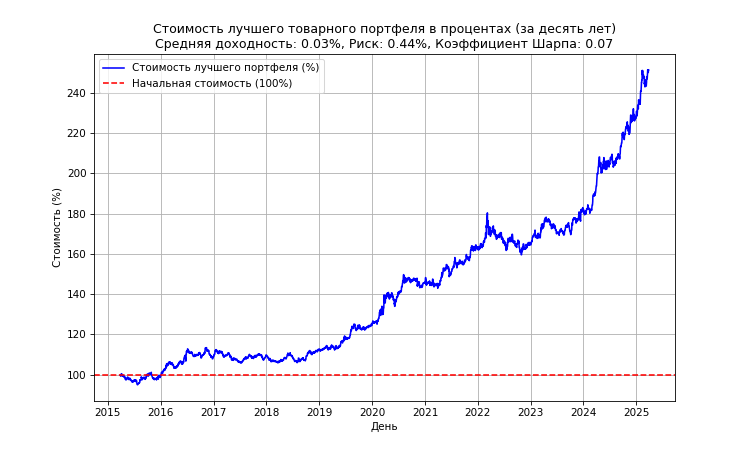 Стоимость лучшего товарного портфеля в процентах (за десять лет)
Средняя доходность: 0.03%, Риск: 0.44%, Коэффициент Шарпа: 0.07
Стоимость лучшего портфеля (%)
Начальная стоимость (100%)
Стоимость (%)
240
220
200
180
160
140
120
100
2015 2016 2017 2018 2019 2020 2021 2022 2023 2024 2025
День